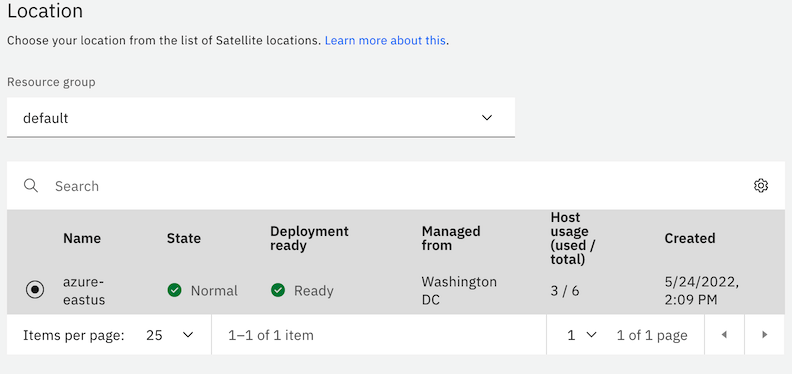 Location
Choose your location from the list of Satellite locations. Learn more about this.
Resource group
default
Search
Name State Deployment ready Managed from Host usage (used / total) Created
azure-eastus Normal Ready Washington DC 3 / 6 5/24/2022, 2:09 PM
Items per page: 25 1–1 of 1 item 1 1 of 1 page